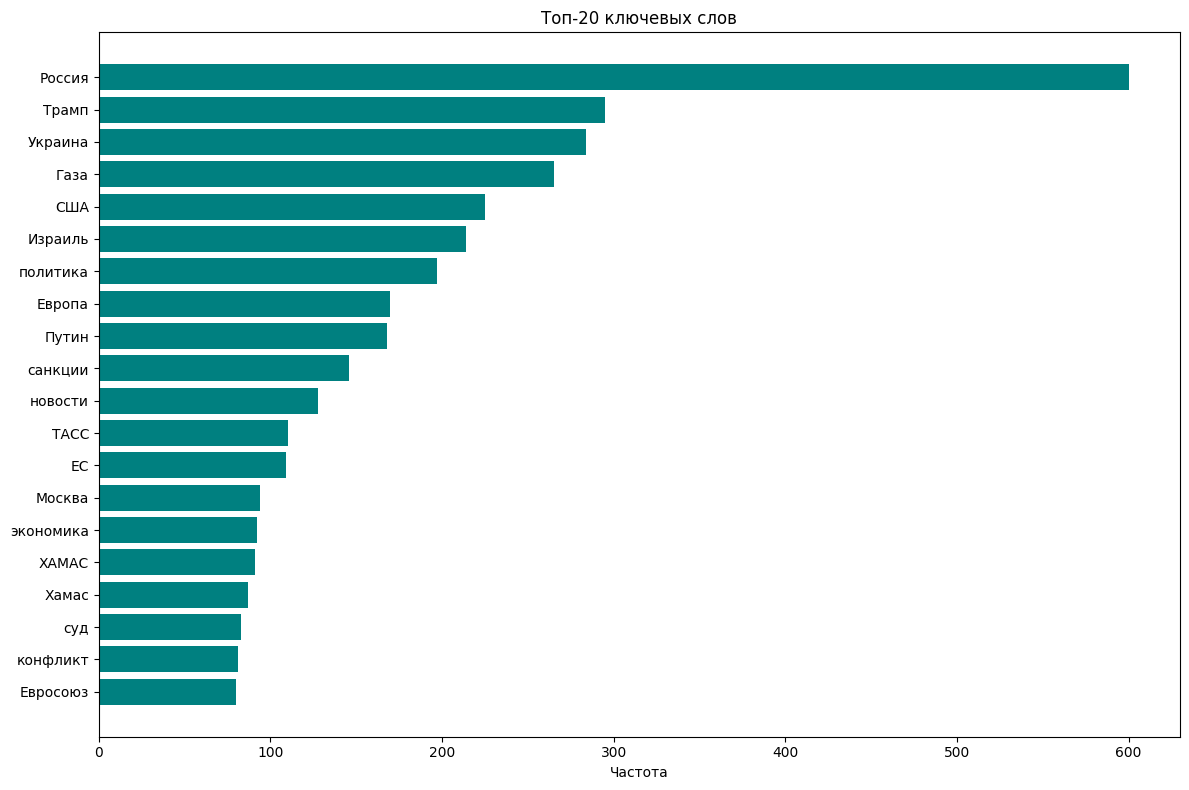 Топ-20 ключевых слов
Россия
Трамп
Украина
Газа
США
Израиль
политика
Европа
Путин
санкции
новости
ТАСС
ЕС
Москва
экономика
ХАМАС
Хамас
суд
конфликт
Евросоюз
0 100 200 300 400 500 600
Частота